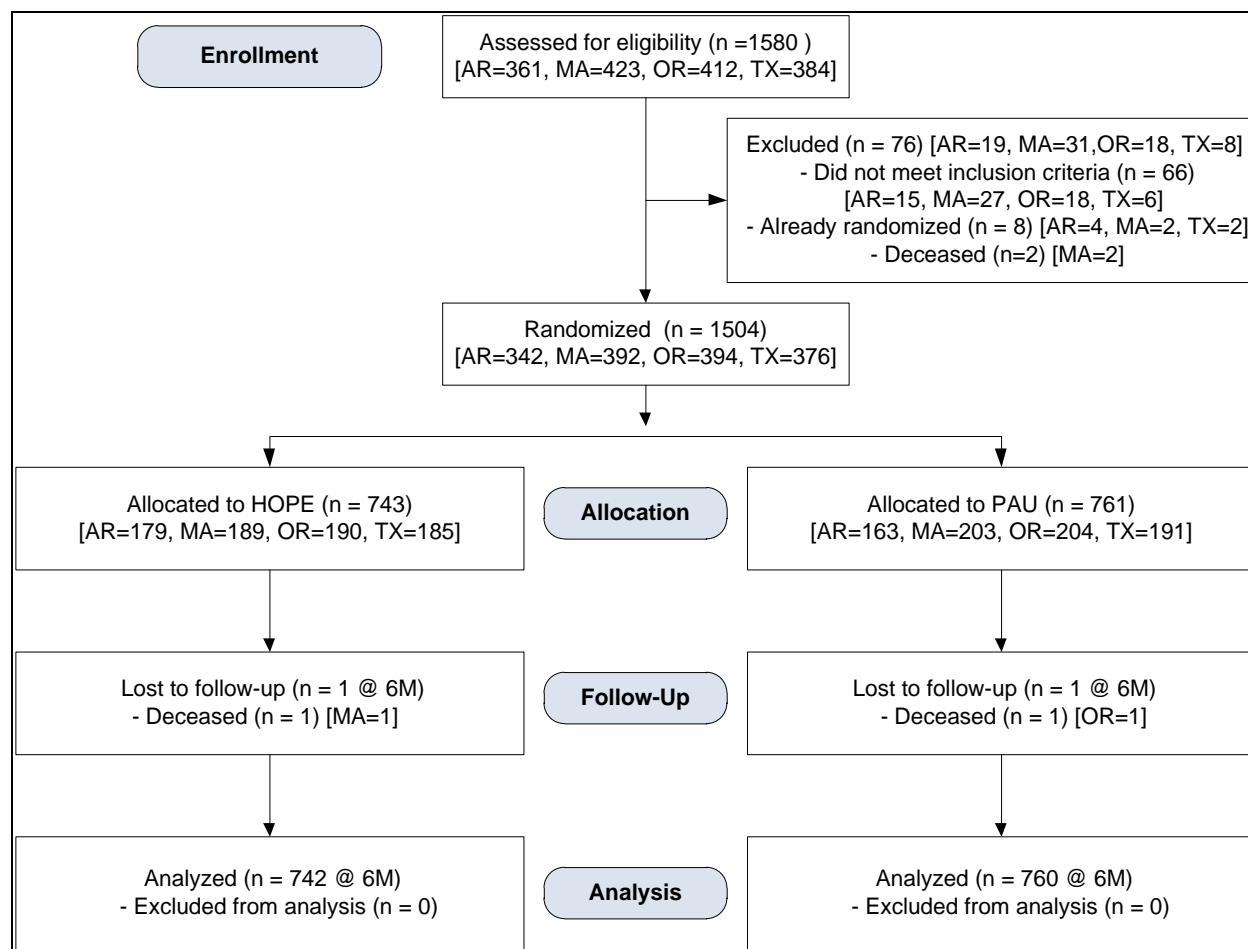 Enrollment
Assessed for eligibility (n =1580 )
[AR=361, MA=423, OR=412, TX=384]
Excluded (n = 76) [AR=19, MA=31,OR=18, TX=8]
- Did not meet inclusion criteria (n = 66)
[AR=15, MA=27, OR=18, TX=6]
- Already randomized (n = 8) [AR=4, MA=2, TX=2]
- Deceased (n=2) [MA=2]
Randomized (n = 1504)
[AR=342, MA=392, OR=394, TX=376]
Allocated to HOPE (n = 743)
[AR=179, MA=189, OR=190, TX=185]
Allocation
Allocated to PAU (n = 761)
[AR=163, MA=203, OR=204, TX=191]
Lost to follow-up (n = 1 @ 6M)
- Deceased (n = 1) [MA=1]
Follow-Up
Lost to follow-up (n = 1 @ 6M)
- Deceased (n = 1) [OR=1]
Analyzed (n = 742 @ 6M)
- Excluded from analysis (n = 0)
Analysis
Analyzed (n = 760 @ 6M)
- Excluded from analysis (n = 0)